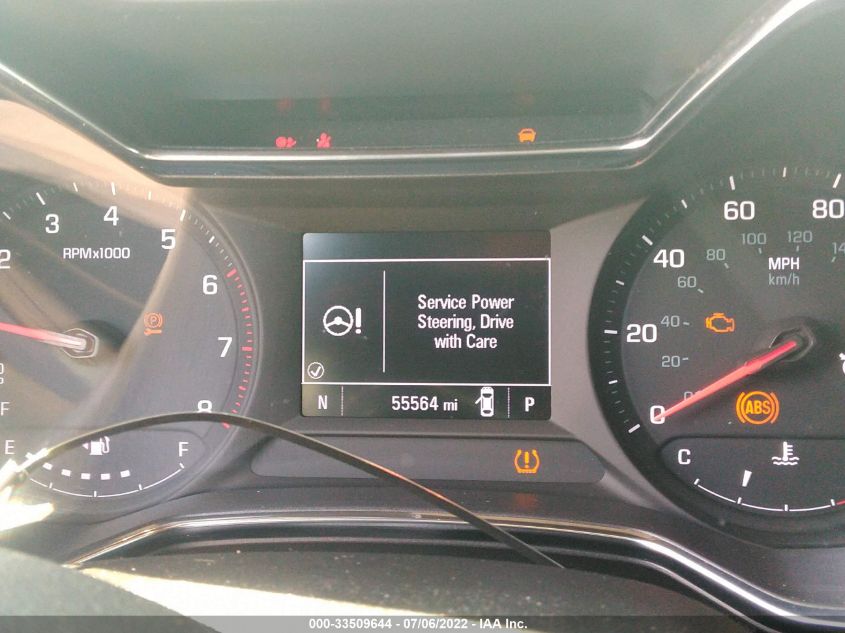 2 3 4 5 6 7 8
RPMx1000
F
E F
Service Power
Steering, Drive
with Care
N 55564 mi P
0 20 40 60 80
20 40 60 80 100 120
MPH
km/h
ABS
C
000-33509644 - 07/06/2022 - IAA Inc.